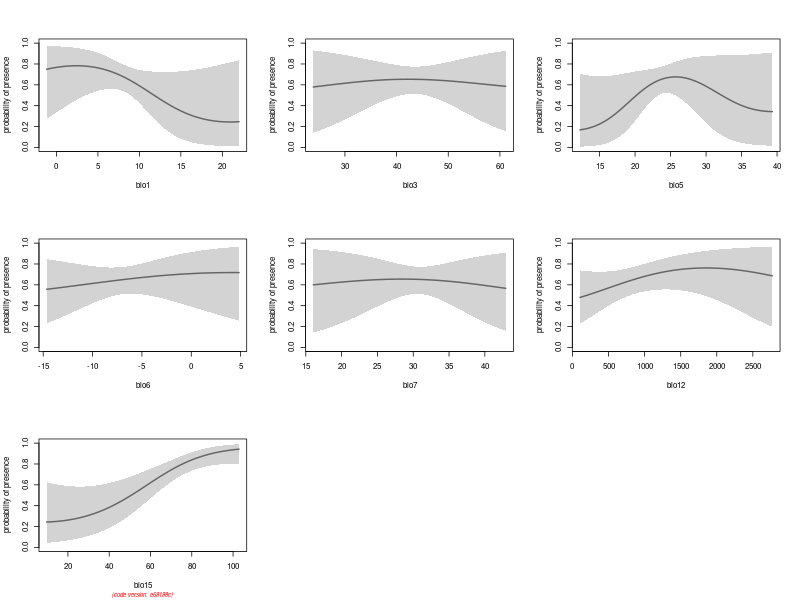 probability of presence
0.0 0.2 0.4 0.6 0.8 1.0
0 5 10 15 20
bio1
probability of presence
0.0 0.2 0.4 0.6 0.8 1.0
30 40 50 60
bio3
probability of presence
0.0 0.2 0.4 0.6 0.8 1.0
15 20 25 30 35 40
bio5
probability of presence
0.0 0.2 0.4 0.6 0.8 1.0
-15 -10 -5 0 5
bio6
probability of presence
0.0 0.2 0.4 0.6 0.8 1.0
15 20 25 30 35 40
bio7
probability of presence
0.0 0.2 0.4 0.6 0.8 1.0
0 500 1000 1500 2000 2500
bio12
probability of presence
0.0 0.2 0.4 0.6 0.8 1.0
20 40 60 80 100
bio15
(code version: